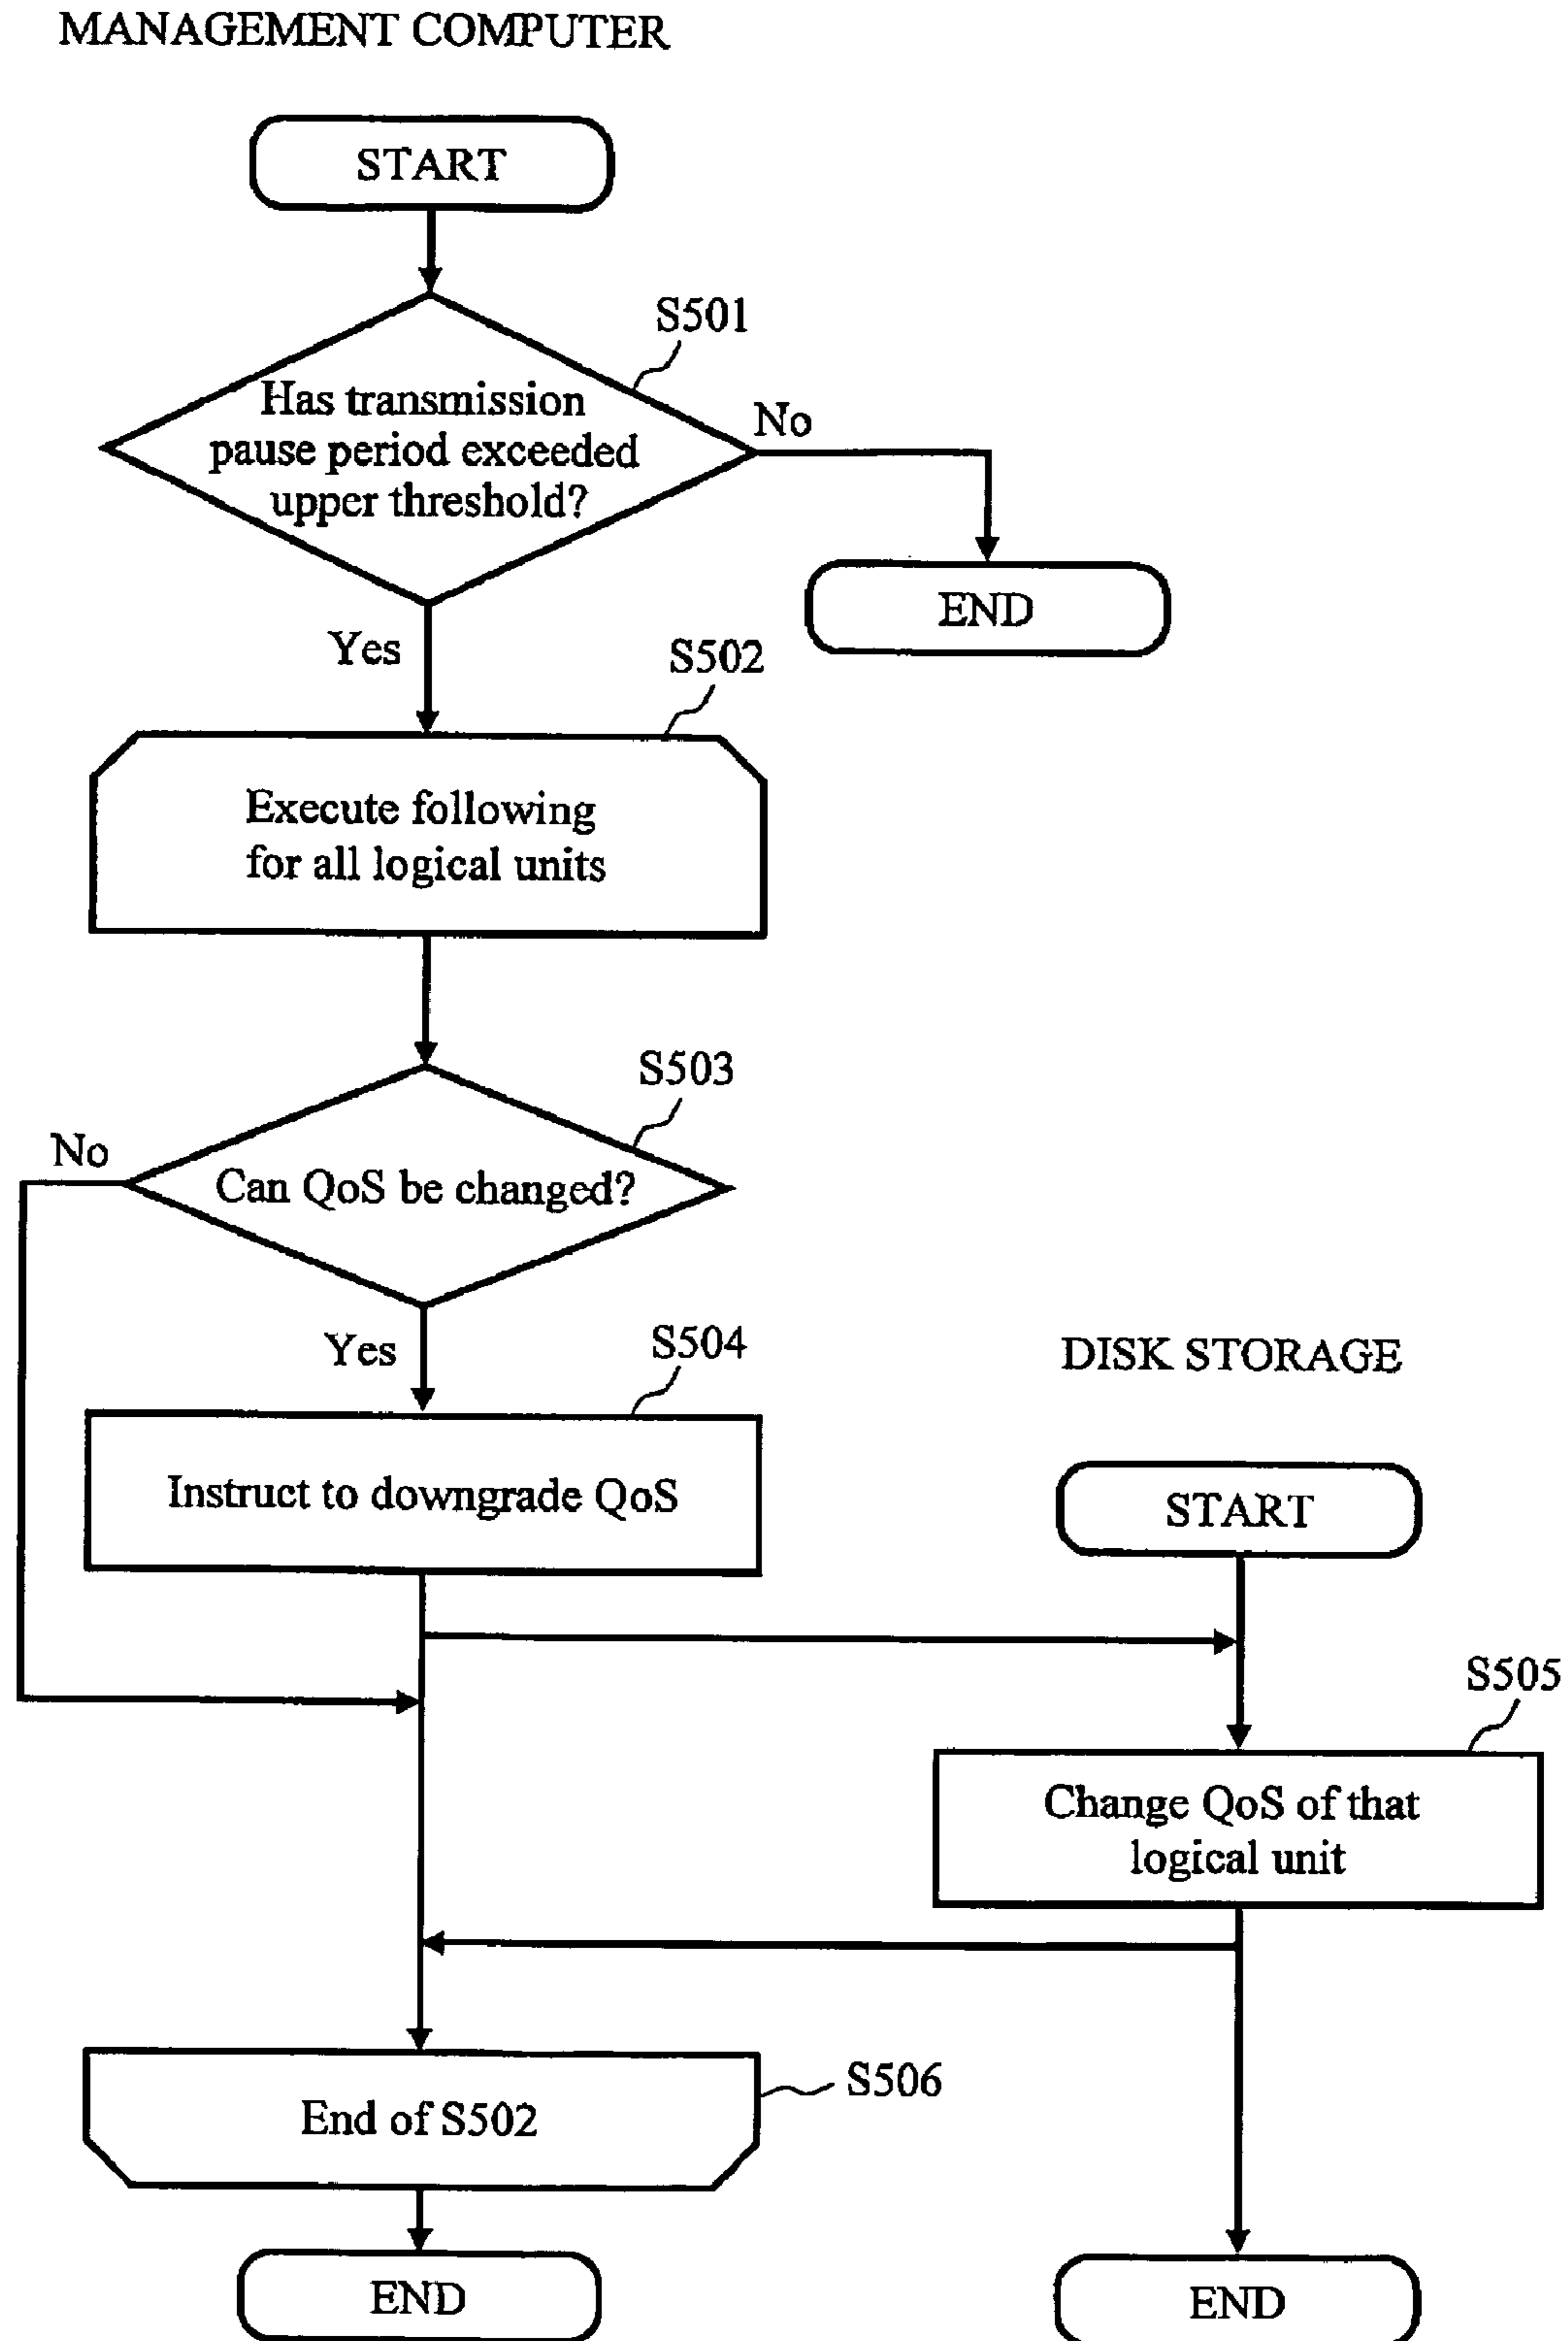 MANAGEMENT COMPUTER
START
S501
Has transmission
pause period exceeded
upper threshold?
No
END
Yes
S502
Execute following
for all logical units
S503
No
Can QoS be changed?
Yes
S504
DISK STORAGE
Instruct to downgrade QoS
START
S505
Change QoS of that
logical unit
S506
End of S502
END
END